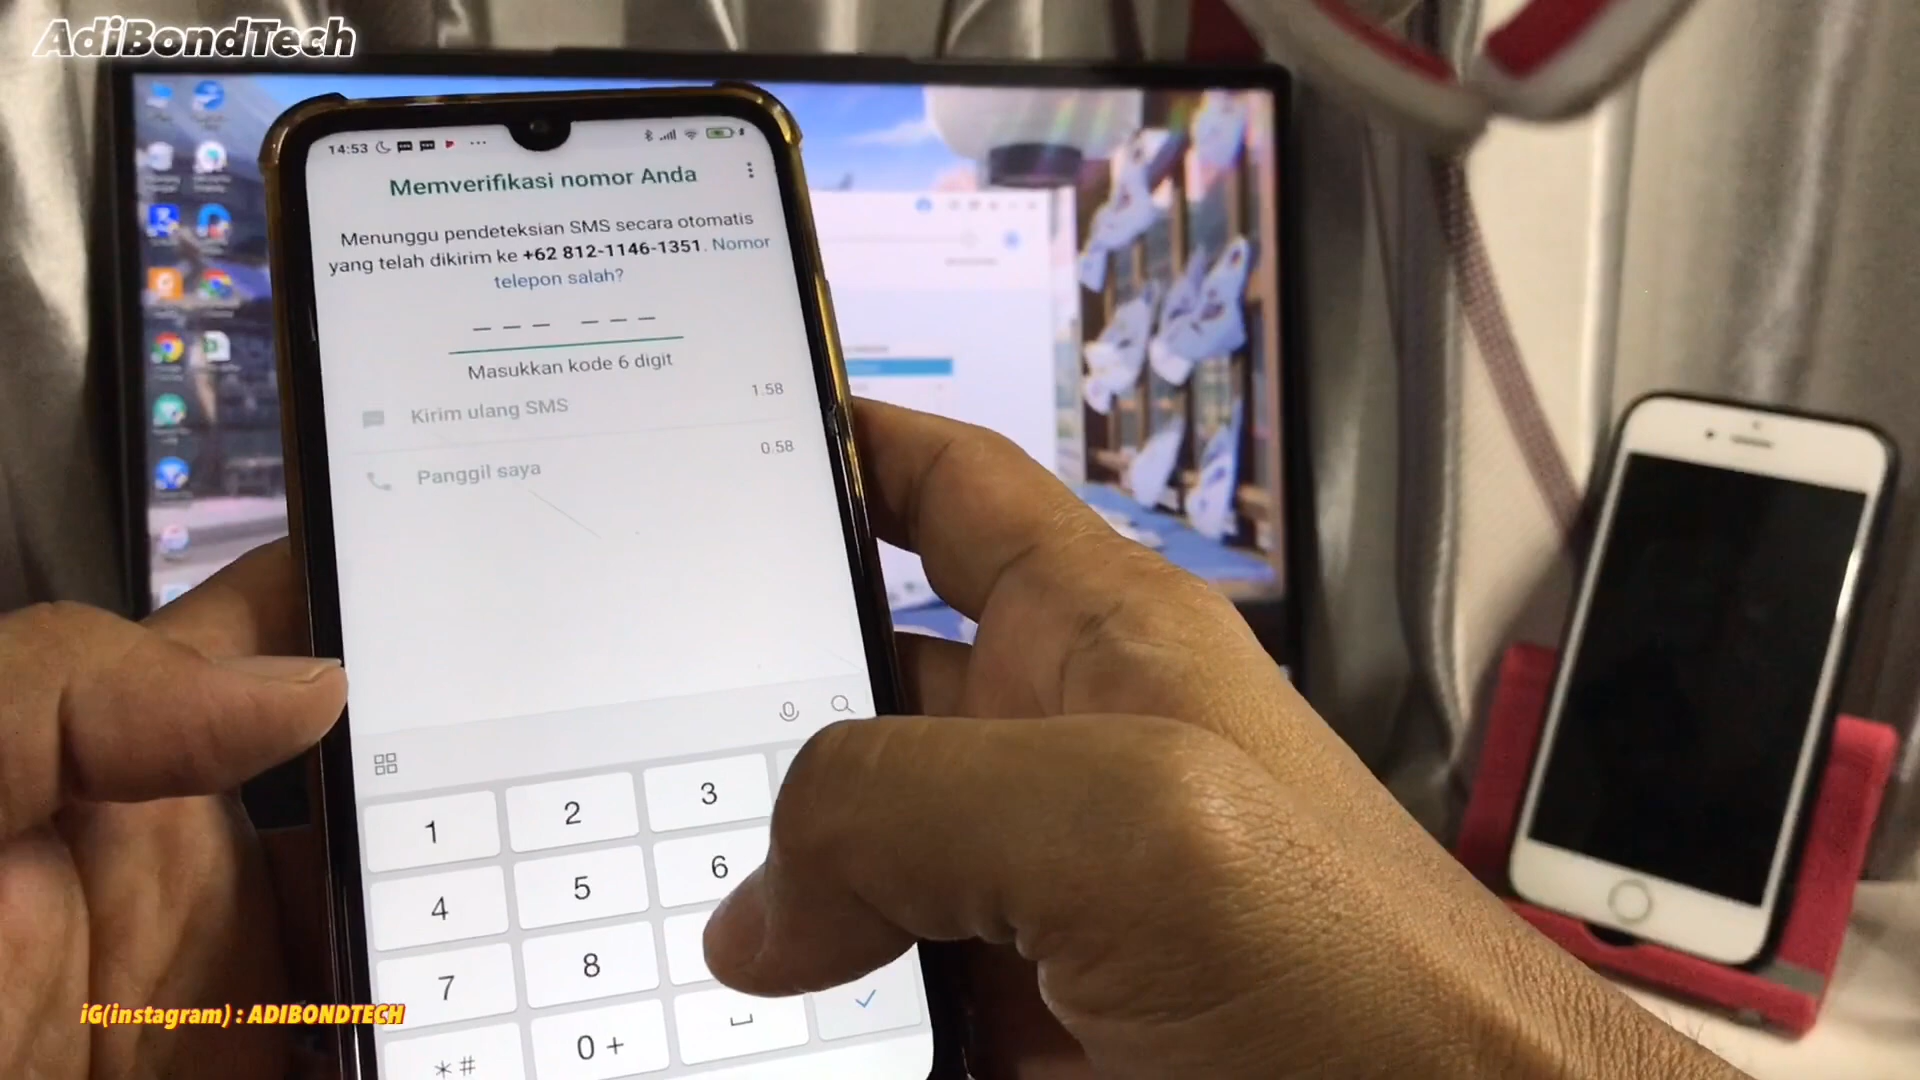 AdiBondTech
14:53
Memverifikasi nomor Anda
Menunggu pendeteksian SMS secara otomatis
yang telah dikirim ke +62 812-1146-1351. Nomor
telepon salah?
Masukkan kode 6 digit
Kirim ulang SMS 1.58
Panggil saya 0.58
1 2 3
4 5 6
7 8
*# 0 +
iG(instagram) : ADIBONDTECH